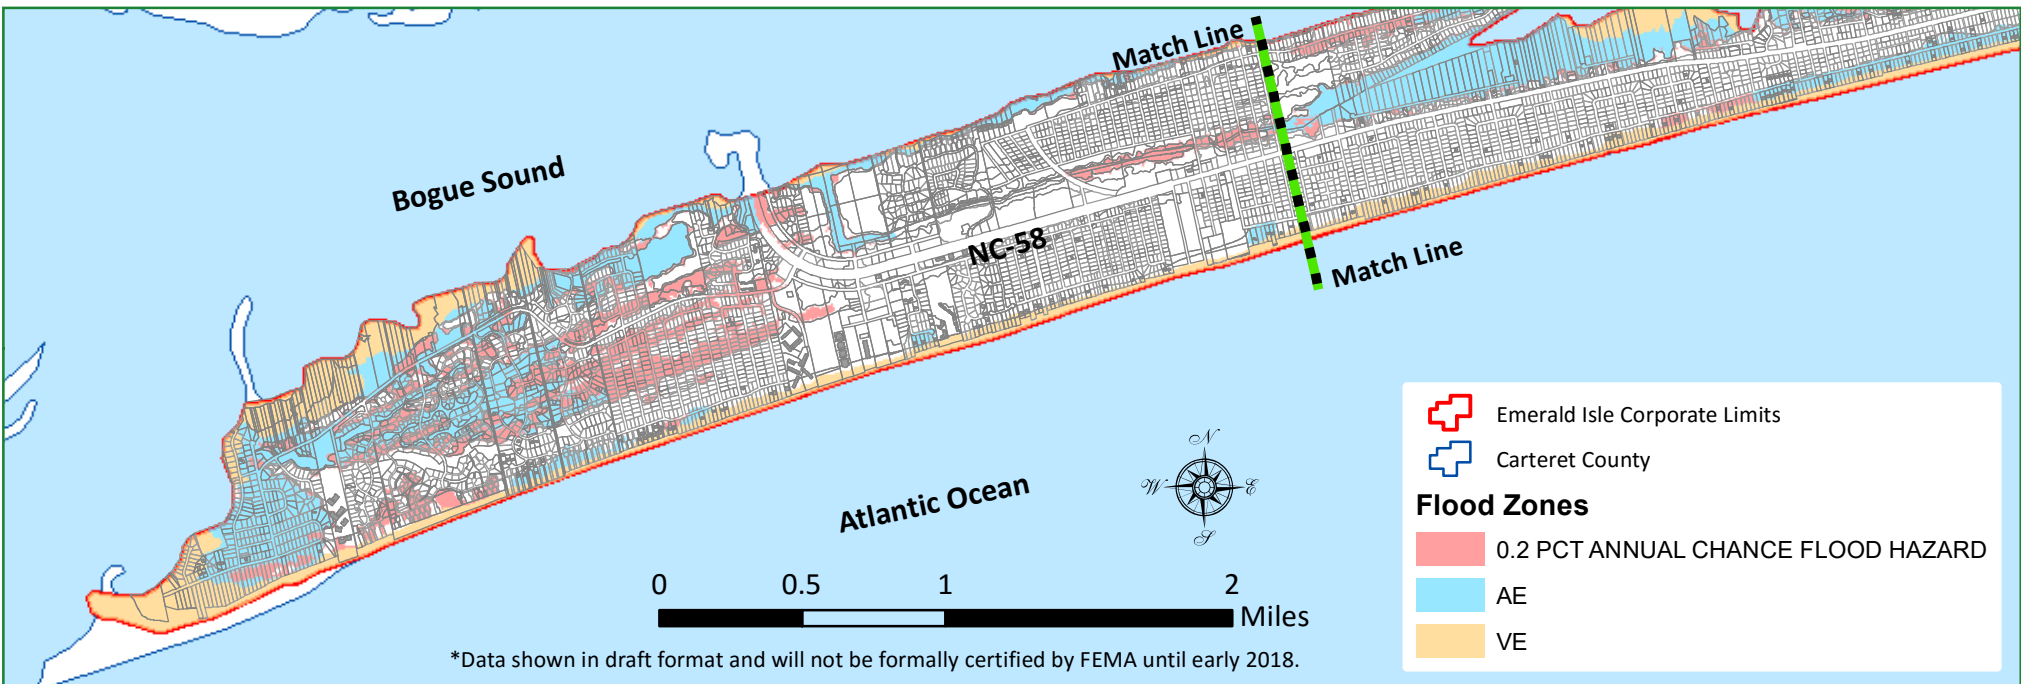 Match Line
Bogue Sound
NC-58
Match Line
Atlantic Ocean
N
W
E
S
0 0.5 1 2
Miles
*Data shown in draft format and will not be formally certified by FEMA until early 2018.
Emerald Isle Corporate Limits
Carteret County
Flood Zones
0.2 PCT ANNUAL CHANCE FLOOD HAZARD
AE
VE